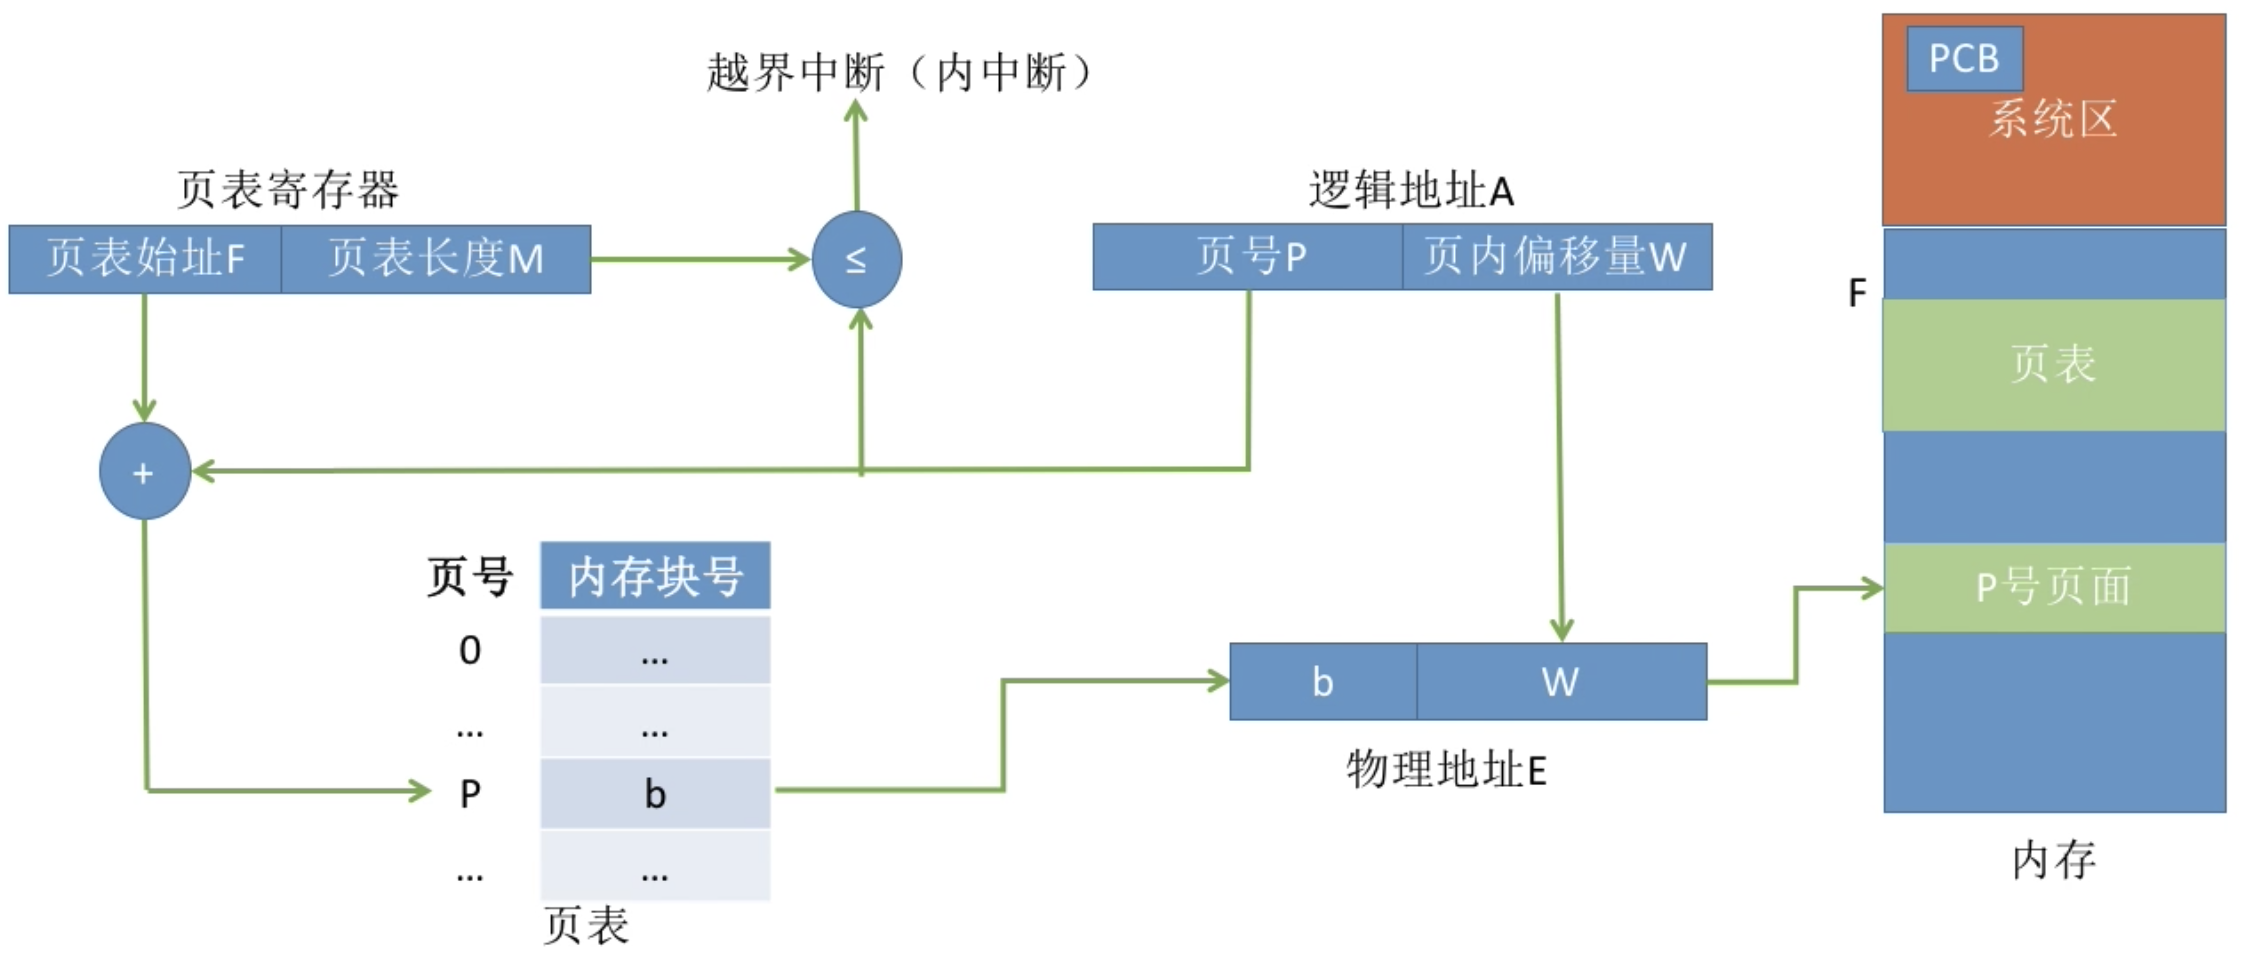 越界中断（内中断）
PCB
系统区
页表寄存器
逻辑地址A
页表始址F
页表长度M
≤
页号P
页内偏移量W
F
页表
+
页号
内存块号
P号页面
0
...
...
...
b
W
P
b
物理地址E
...
...
内存
页表